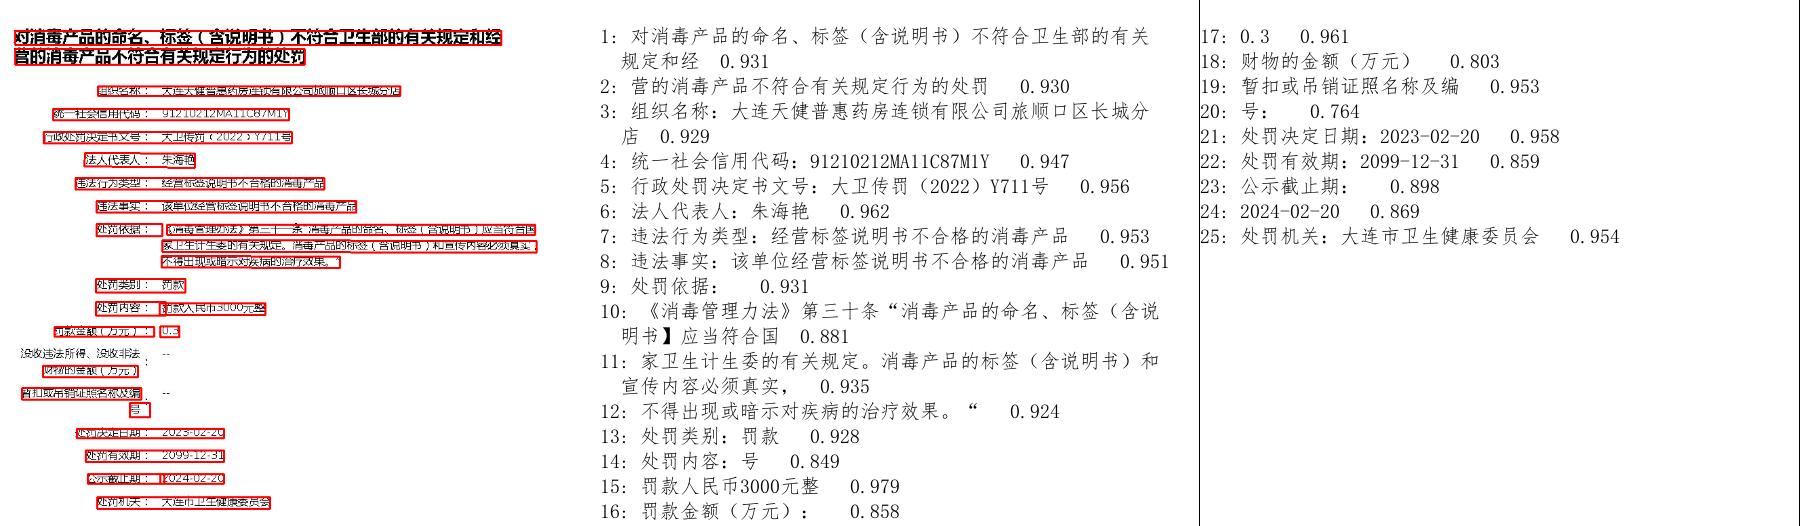 对消毒产品的命名、标签（含说明书）不符合卫生部的有关规定和经
营的消毒产品不符合有关规定行为的处罚
组织名称： 大连天健普惠药房连锁有限公司旅顺口区长城分店
统一社会信用代码： 91210212MA11C87M1Y
行政处罚决定书文号： 大卫传罚（2022）Y711号
法人代表人： 朱海艳
违法行为类型： 经营标签说明书不合格的消毒产品
违法事实： 该单位经营标签说明书不合格的消毒产品
处罚依据： 《消毒管理办法》第三十一条“消毒产品的命名、标签（含说明书）应当符合国
家卫生计生委的有关规定。消毒产品的标签（含说明书）和宣传内容必须真实，
不得出现或暗示对疾病的治疗效果。”
处罚类别： 罚款
处罚内容： 罚款人民币3000元整
罚款金额（万元）： 0.3
没收违法所得、没收非法
财物的金额（万元） ： --
暂扣或吊销证照名称及编
号 ： --
处罚决定日期： 2023-02-20
处罚有效期： 2099-12-31
公示截止期： 2024-02-20
处罚机关： 大连市卫生健康委员会
1: 对消毒产品的命名、标签（含说明书）不符合卫生部的有关
规定和经 0.931
2: 营的消毒产品不符合有关规定行为的处罚 0.930
3: 组织名称：大连天健普惠药房连锁有限公司旅顺口区长城分
店 0.929
4: 统一社会信用代码：91210212MA11C87M1Y 0.947
5: 行政处罚决定书文号：大卫传罚（2022）Y711号 0.956
6: 法人代表人：朱海艳 0.962
7: 违法行为类型：经营标签说明书不合格的消毒产品 0.953
8: 违法事实：该单位经营标签说明书不合格的消毒产品 0.951
9: 处罚依据： 0.931
10: 《消毒管理力法》第三十条“消毒产品的命名、标签（含说
明书】应当符合国 0.881
11: 家卫生计生委的有关规定。消毒产品的标签（含说明书）和
宣传内容必须真实， 0.935
12: 不得出现或暗示对疾病的治疗效果。“ 0.924
13: 处罚类别：罚款 0.928
14: 处罚内容：号 0.849
15: 罚款人民币3000元整 0.979
16: 罚款金额（万元）： 0.858
17: 0.3 0.961
18: 财物的金额（万元） 0.803
19: 暂扣或吊销证照名称及编 0.953
20: 号： 0.764
21: 处罚决定日期：2023-02-20 0.958
22: 处罚有效期：2099-12-31 0.859
23: 公示截止期： 0.898
24: 2024-02-20 0.869
25: 处罚机关：大连市卫生健康委员会 0.954